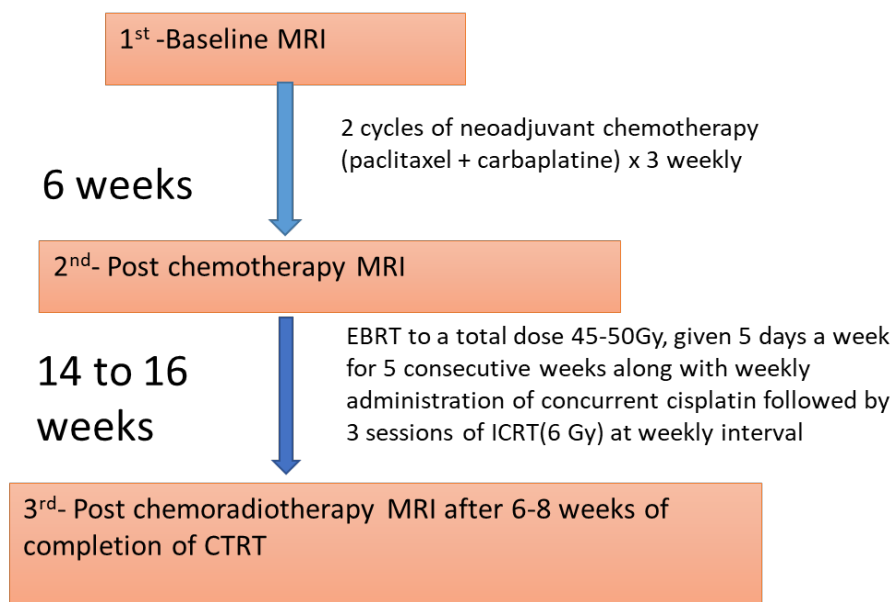 1st -Baseline MRI
2 cycles of neoadjuvant chemotherapy
(paclitaxel + carbaplatine) x 3 weekly
6 weeks
2nd- Post chemotherapy MRI
EBRT to a total dose 45-50Gy, given 5 days a week
for 5 consecutive weeks along with weekly
administration of concurrent cisplatin followed by
3 sessions of ICRT(6 Gy) at weekly interval
14 to 16
weeks
3rd- Post chemoradiotherapy MRI after 6-8 weeks of
completion of CTRT